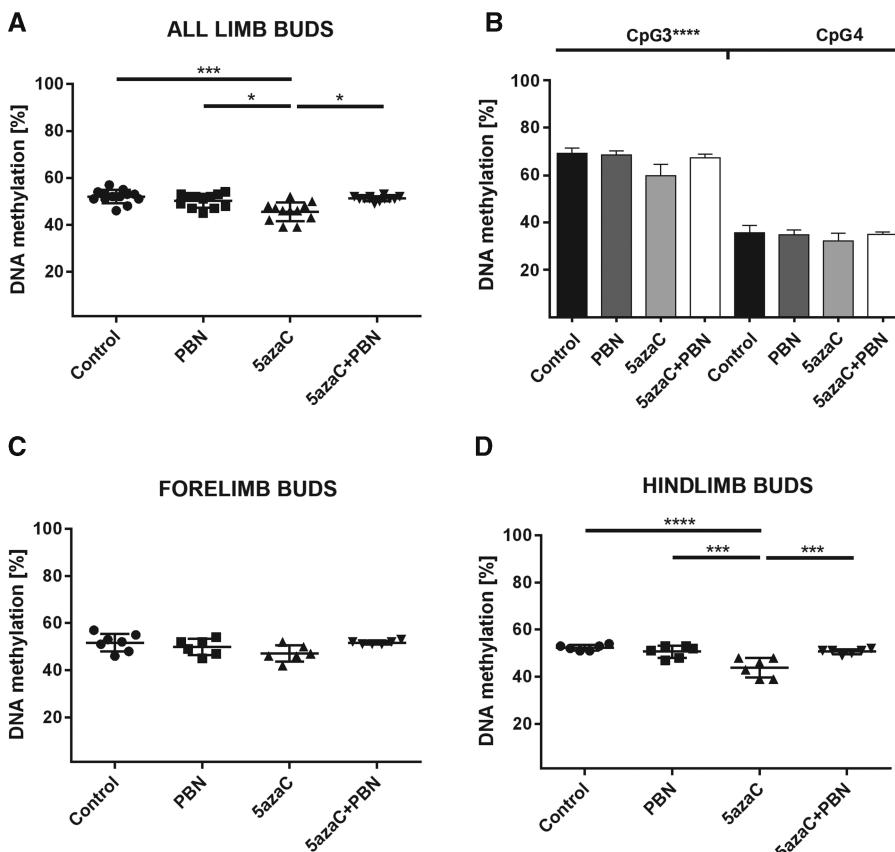 A
ALL LIMB BUDS
DNA methylation [%]
100
80
60
40
20
***
*
*
Control
PBN
5azaC
5azaC+PBN
B
CpG3****
CpG4
DNA methylation [%]
100
80
60
40
20
Control
PBN
5azaC
5azaC+PBN
Control
PBN
5azaC
5azaC+PBN
C
FORELIMB BUDS
DNA methylation [%]
100
80
60
40
20
Control
PBN
5azaC
5azaC+PBN
D
HINDLIMB BUDS
DNA methylation [%]
100
80
60
40
20
****
***
***
Control
PBN
5azaC
5azaC+PBN